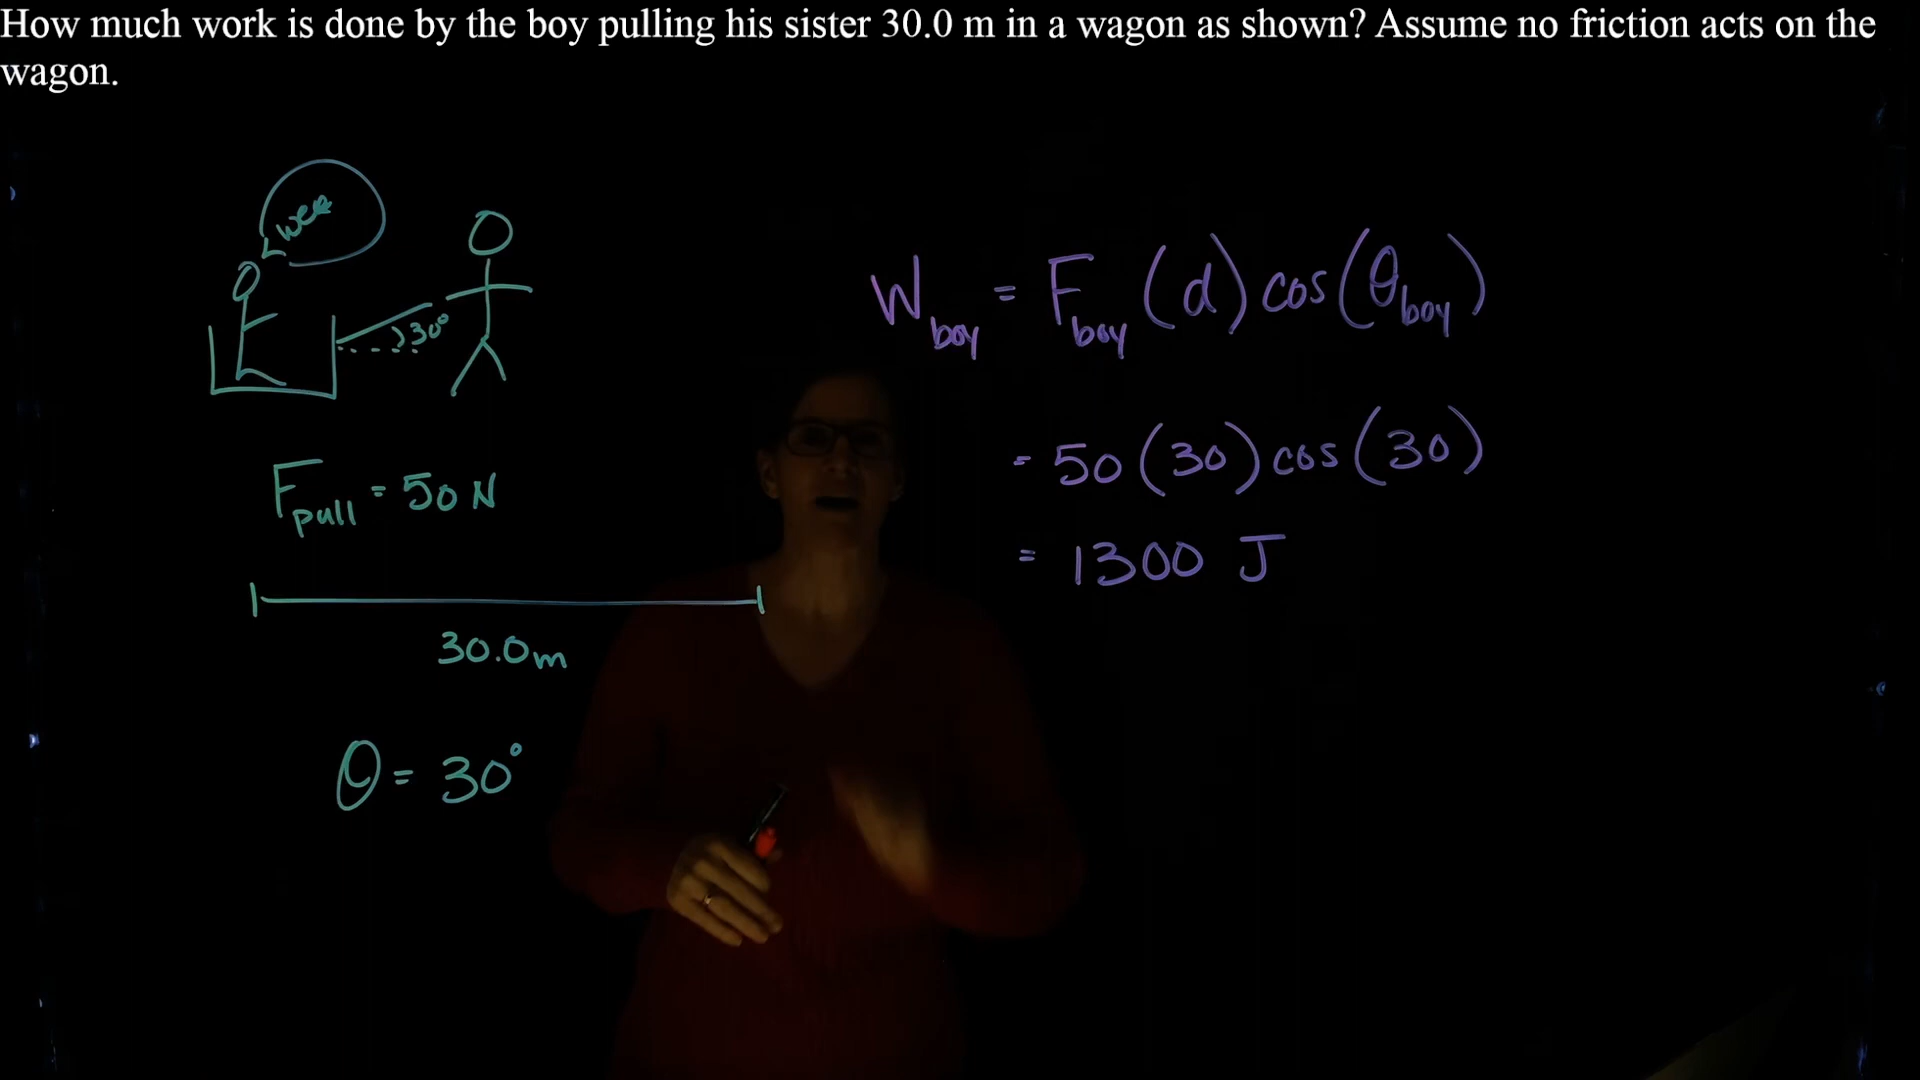 How much work is done by the boy pulling his sister 30.0 m in a wagon as shown? Assume no friction acts on the
wagon.
wee
30°
F pull = 50 N
30.0 m
θ = 30°
W boy = F boy (d) cos(θ boy)
= 50 (30) cos(30)
= 1300 J